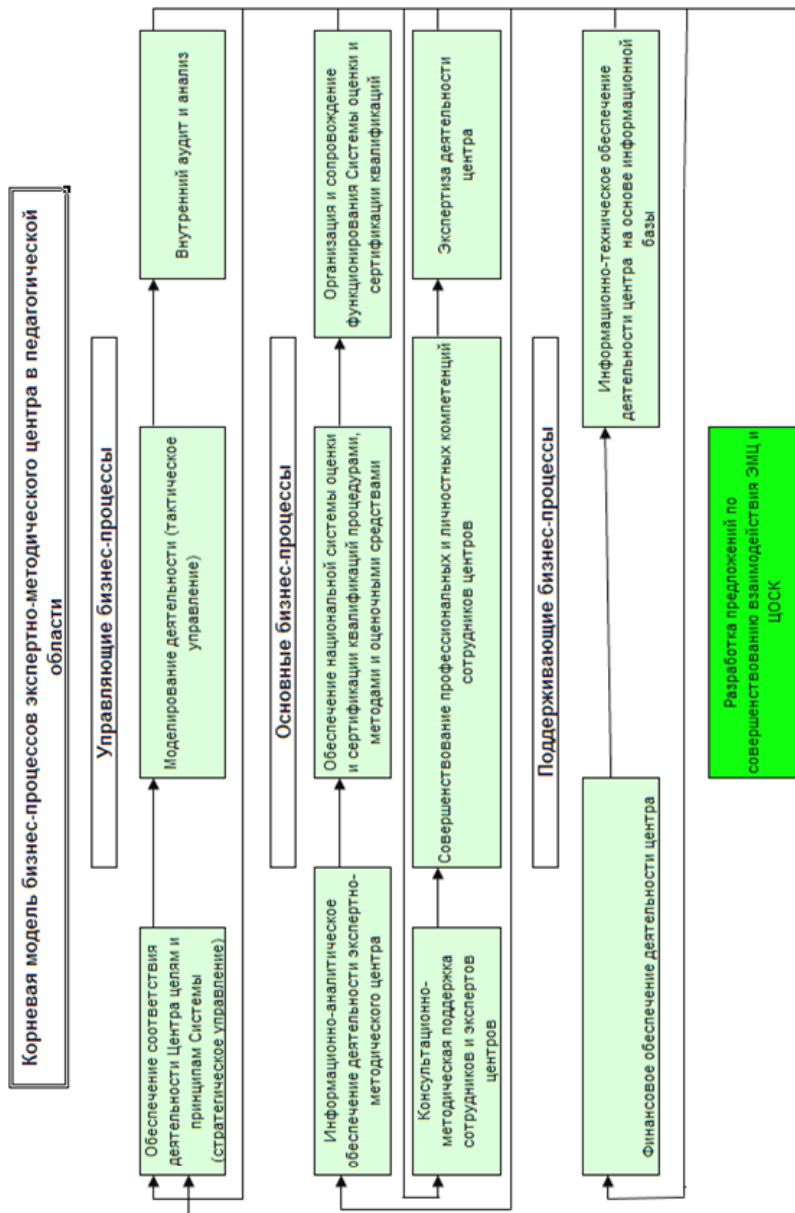 Корневая модель бизнес-процессов экспертно-методического центра в педагогической
области
Управляющие бизнес-процессы
Обеспечение соответствия
деятельности Центра целям и
принципам Системы
(стратегическое управление)
Моделирование деятельности (тактическое
управление)
Внутренний аудит и анализ
Основные бизнес-процессы
Информационно-аналитическое
обеспечение деятельности экспертно-
методического центра
Обеспечение национальной системы оценки
и сертификации квалификаций процедурами,
методами и оценочными средствами
Организация и сопровождение
функционирования Системы оценки и
сертификации квалификаций
Консультационно-
методическая поддержка
сотрудников и экспертов
центров
Совершенствование профессиональных и личностных компетенций
сотрудников центров
Экспертиза деятельности
центра
Поддерживающие бизнес-процессы
Финансовое обеспечение деятельности центра
Информационно-техническое обеспечение
деятельности центра на основе информационной
базы
Разработка предложений по
совершенствованию взаимодействия ЭМЦ и
ЦОСК